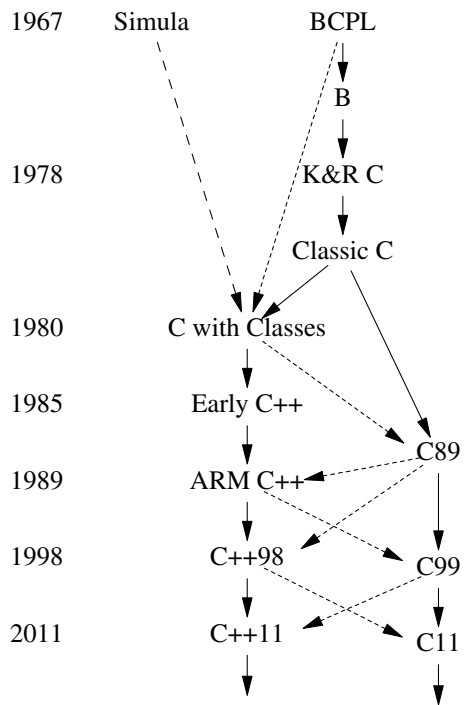 1967 Simula BCPL
B
1978 K&R C
Classic C
1980 C with Classes
1985 Early C++
C89
1989 ARM C++
1998 C++98
C99
2011 C++11
C11